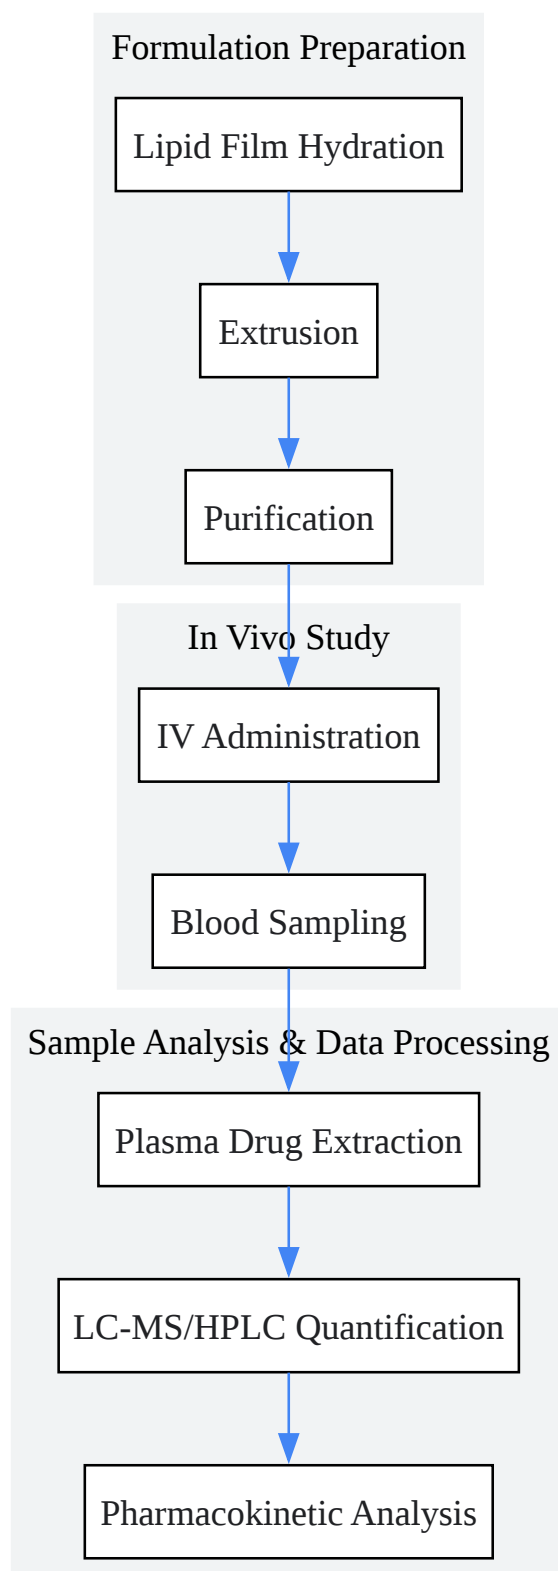 Formulation Preparation
Lipid Film Hydration
Extrusion
Purification
In Vivo Study
IV Administration
Blood Sampling
Sample Analysis & Data Processing
Plasma Drug Extraction
LC-MS/HPLC Quantification
Pharmacokinetic Analysis